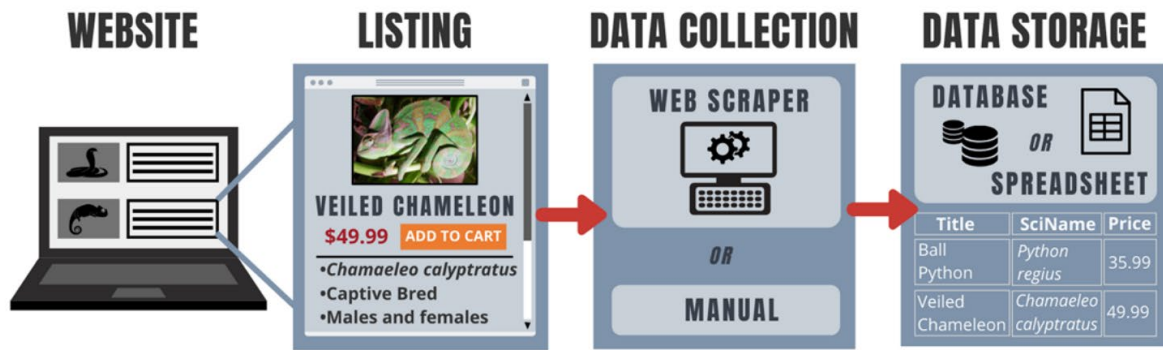 WEBSITE
LISTING
VEILED CHAMELEON
$49.99 ADD TO CART
•Chamaeleo calyptratus
•Captive Bred
•Males and females
DATA COLLECTION
WEB SCRAPER
OR
MANUAL
DATA STORAGE
DATABASE
OR
SPREADSHEET
Title SciName Price
Ball Python regius 35.99
Python
Veiled Chamaeleo 49.99
Chameleon calyptratus